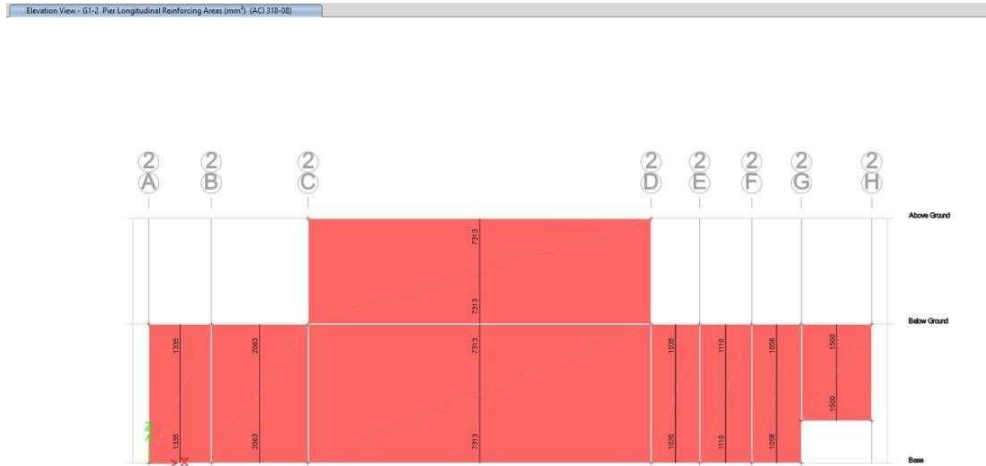 Elevation View - G1-2 Pier Longitudinal Reinforcing Areas (mm²) (ACI 318-08)
2 2 2 2 2 2 2 2
A B C D E F G H
Above Ground
7313
7313
Below Ground
1335 2063 7313 1035 1110 1058 1500
1500
1335 2063 7313 1035 1110 1058
Base
X